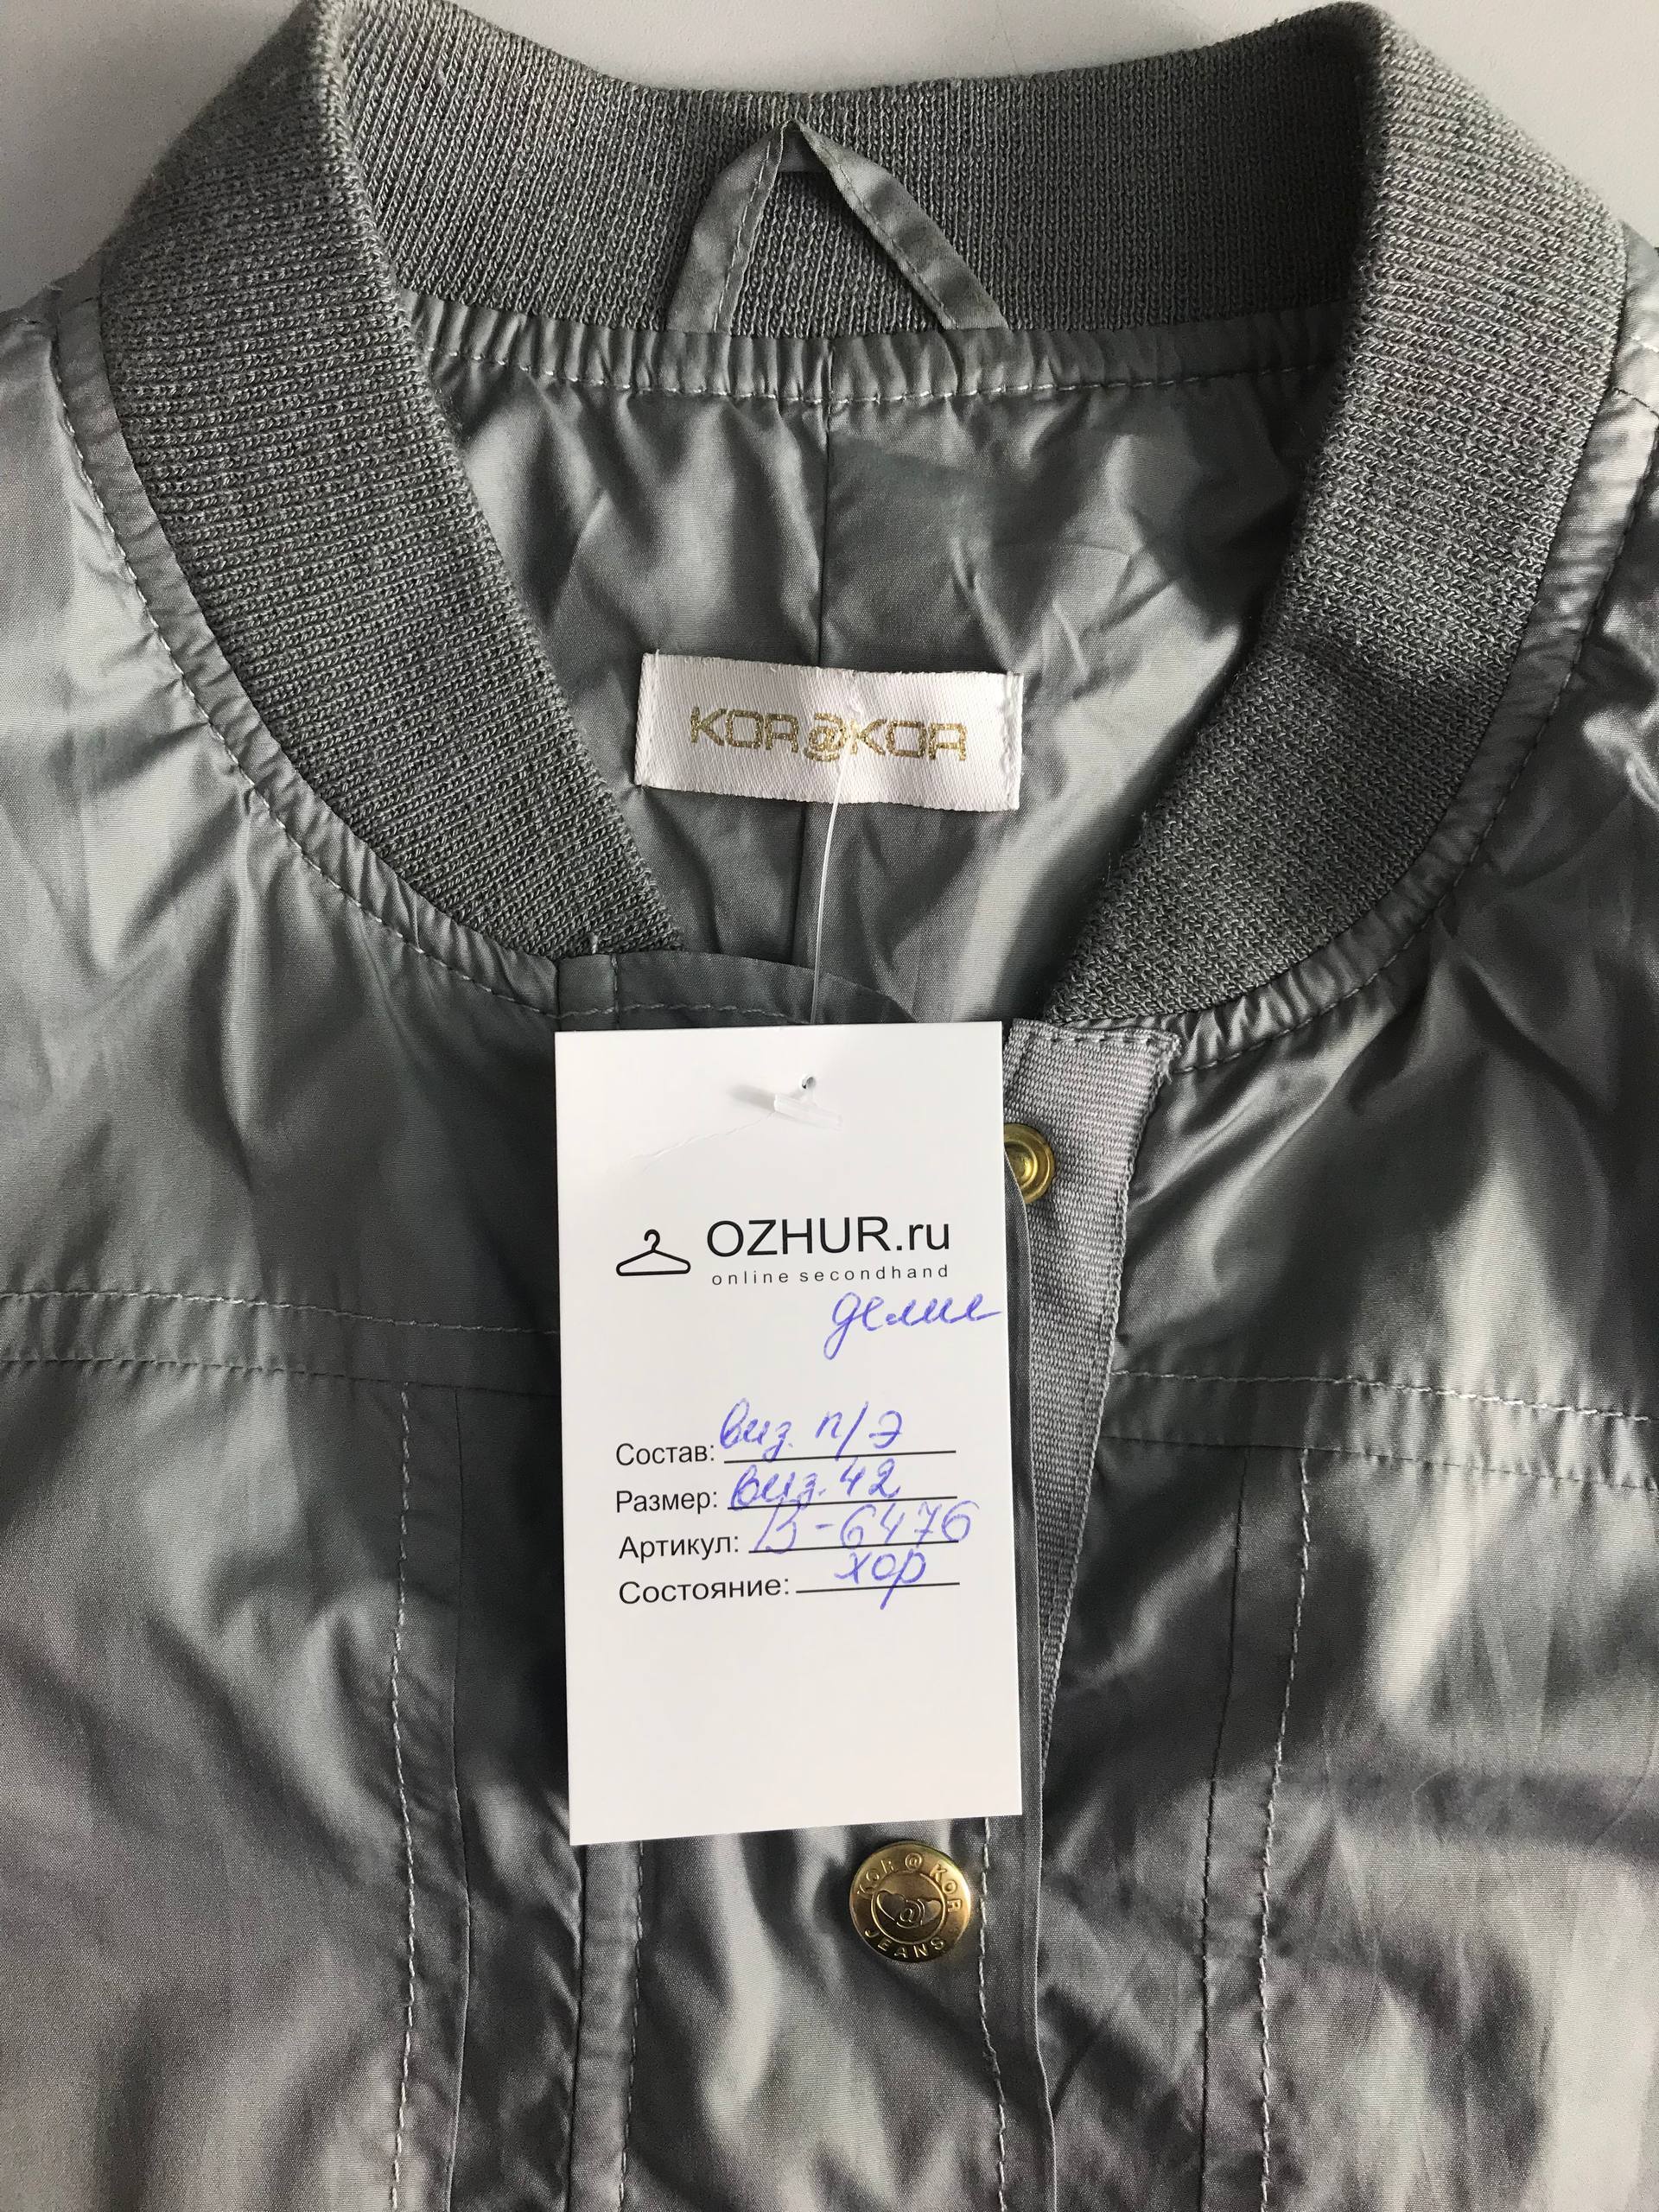 KOR@KOR
OZHUR.ru
online secondhand
деми
Состав: виз. п/э
Размер: виз. 42
Артикул: В-6476
Состояние: хор
KOR @ KOR
@
JEANS